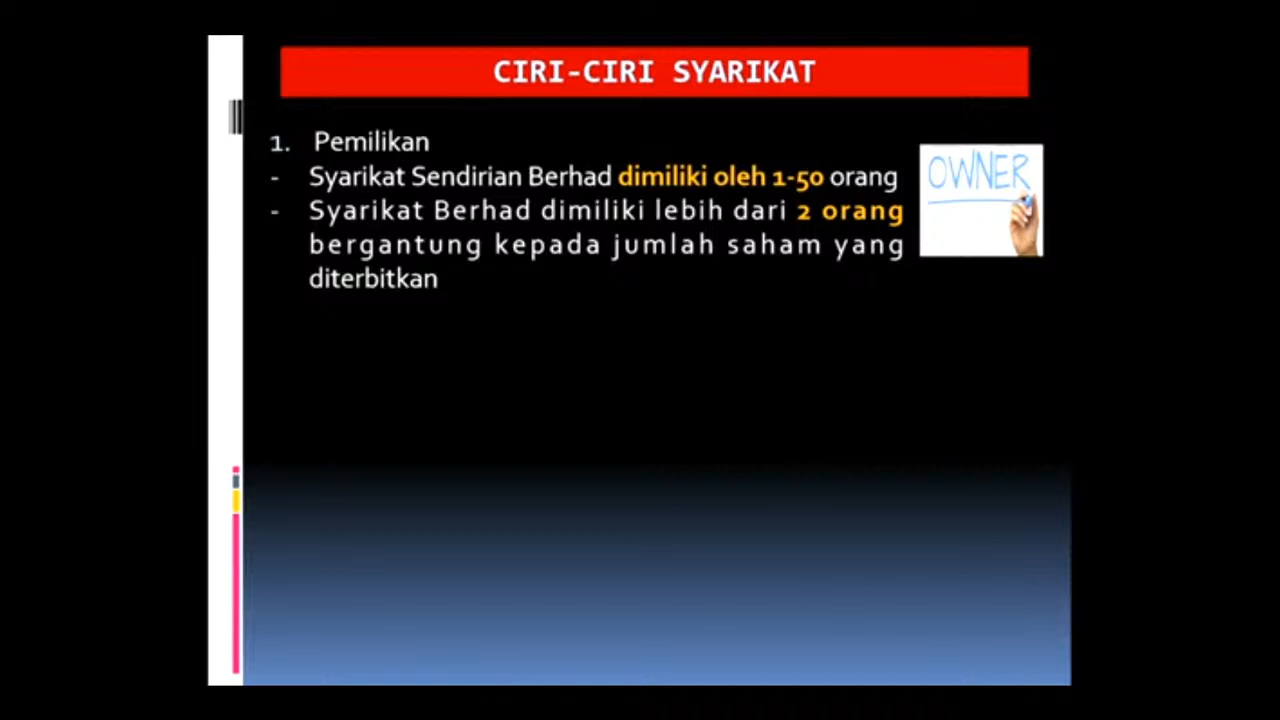 CIRI-CIRI SYARIKAT
1. Pemilikan
- Syarikat Sendirian Berhad dimiliki oleh 1-50 orang
- Syarikat Berhad dimiliki lebih dari 2 orang
bergantung kepada jumlah saham yang
diterbitkan
OWNER